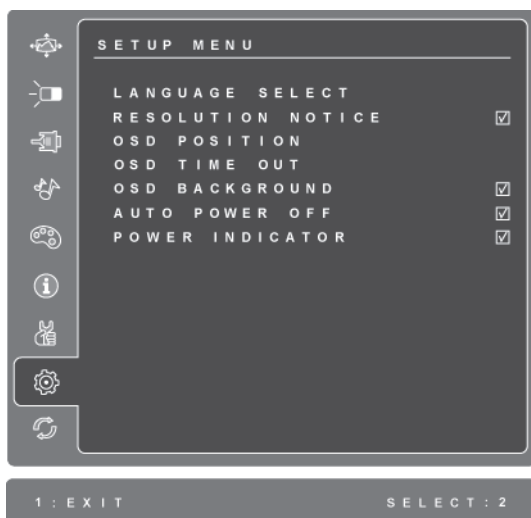 SETUP MENU
LANGUAGE SELECT
RESOLUTION NOTICE
OSD POSITION
OSD TIME OUT
OSD BACKGROUND
AUTO POWER OFF
POWER INDICATOR
1:EXIT SELECT:2